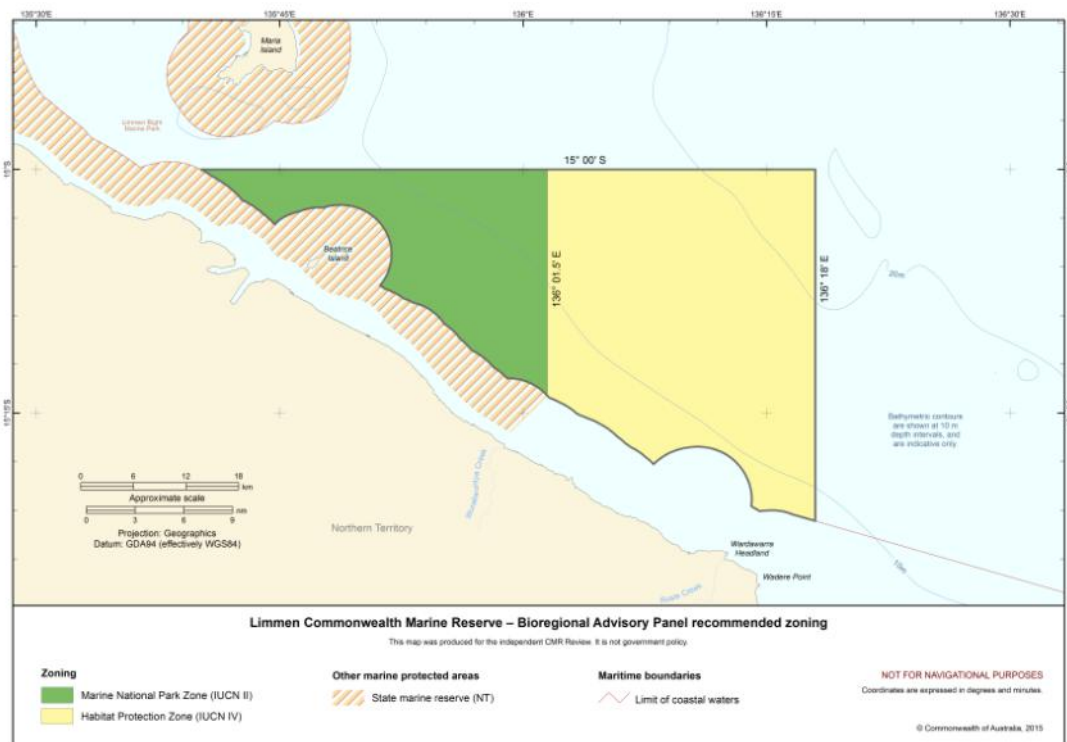 135°30'E 135°45'E 136°E 136°15'E 136°30'E
Maria
Island
Limmen Bight
Marine Park
15°S
15° 00' S
Beatrice
Island
136° 01.5' E
136° 18' E
20m
15°15'S
Bathymetric contours
are shown at 10 m
depth intervals, and
are indicative only.
0 6 12 18
km
Approximate scale
0 3 6 9
nm
Projection: Geographics
Datum: GDA94 (effectively WGS84)
Northern Territory
Creek
Wardawarra
Headland
10m
Wadere Point
Rosie Creek
Limmen Commonwealth Marine Reserve – Bioregional Advisory Panel recommended zoning
This map was produced for the independent CMR Review. It is not government policy.
Zoning
Marine National Park Zone (IUCN II)
Habitat Protection Zone (IUCN IV)
Other marine protected areas
State marine reserve (NT)
Maritime boundaries
Limit of coastal waters
NOT FOR NAVIGATIONAL PURPOSES
Coordinates are expressed in degrees and minutes.
© Commonwealth of Australia, 2015